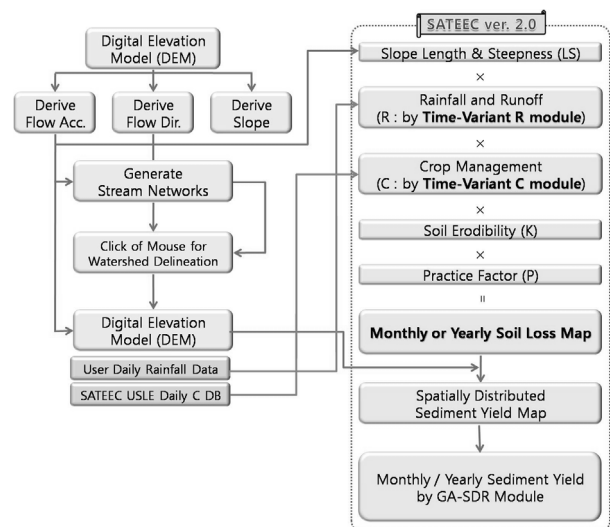 SATEEC ver. 2.0
Digital Elevation
Model (DEM)
Derive
Flow Acc.
Derive
Flow Dir.
Derive
Slope
Generate
Stream Networks
Click of Mouse for
Watershed Delineation
Digital Elevation
Model (DEM)
User Daily Rainfall Data
SATEEC USLE Daily C DB
Slope Length & Steepness (LS)
×
Rainfall and Runoff
(R : by Time-Variant R module)
×
Crop Management
(C : by Time-Variant C module)
×
Soil Erodibility (K)
×
Practice Factor (P)
=
Monthly or Yearly Soil Loss Map
Spatially Distributed
Sediment Yield Map
Monthly / Yearly Sediment Yield
by GA-SDR Module